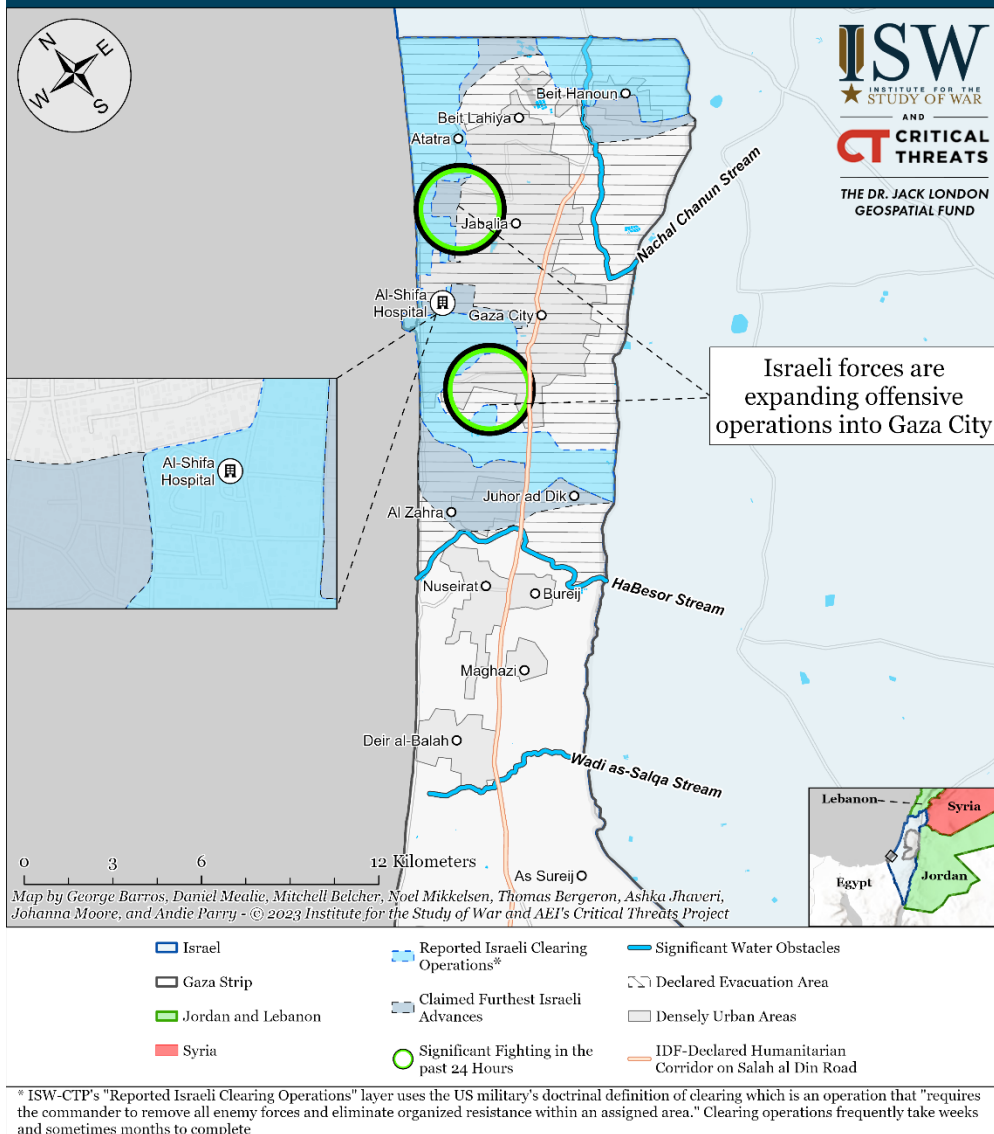 N
E
W
S
ISW
INSTITUTE FOR THE
STUDY OF WAR
AND
CT CRITICAL
THREATS
THE DR. JACK LONDON
GEOSPATIAL FUND
Beit Hanoun
Beit Lahiya
Atatra
Nachal Chanun Stream
Jabalia
Al-Shifa
Hospital
Gaza City
Israeli forces are
expanding offensive
operations into Gaza City
Al-Shifa
Hospital
Juhor ad Dik
Al Zahra
Nuseirat
Bureij
HaBesor Stream
Maghazi
Deir al-Balah
Wadi as-Salqa Stream
Lebanon
Syria
Jordan
Egypt
0 3 6 12 Kilometers
As Sureij
Map by George Barros, Daniel Mealie, Mitchell Belcher, Noel Mikkelsen, Thomas Bergeron, Ashka Jhaveri,
Johanna Moore, and Andie Parry - © 2023 Institute for the Study of War and AEI's Critical Threats Project
Israel
Gaza Strip
Jordan and Lebanon
Syria
Reported Israeli Clearing
Operations*
Claimed Furthest Israeli
Advances
Significant Fighting in the
past 24 Hours
Significant Water Obstacles
Declared Evacuation Area
Densely Urban Areas
IDF-Declared Humanitarian
Corridor on Salah al Din Road
* ISW-CTP's "Reported Israeli Clearing Operations" layer uses the US military's doctrinal definition of clearing which is an operation that "requires
the commander to remove all enemy forces and eliminate organized resistance within an assigned area." Clearing operations frequently take weeks
and sometimes months to complete